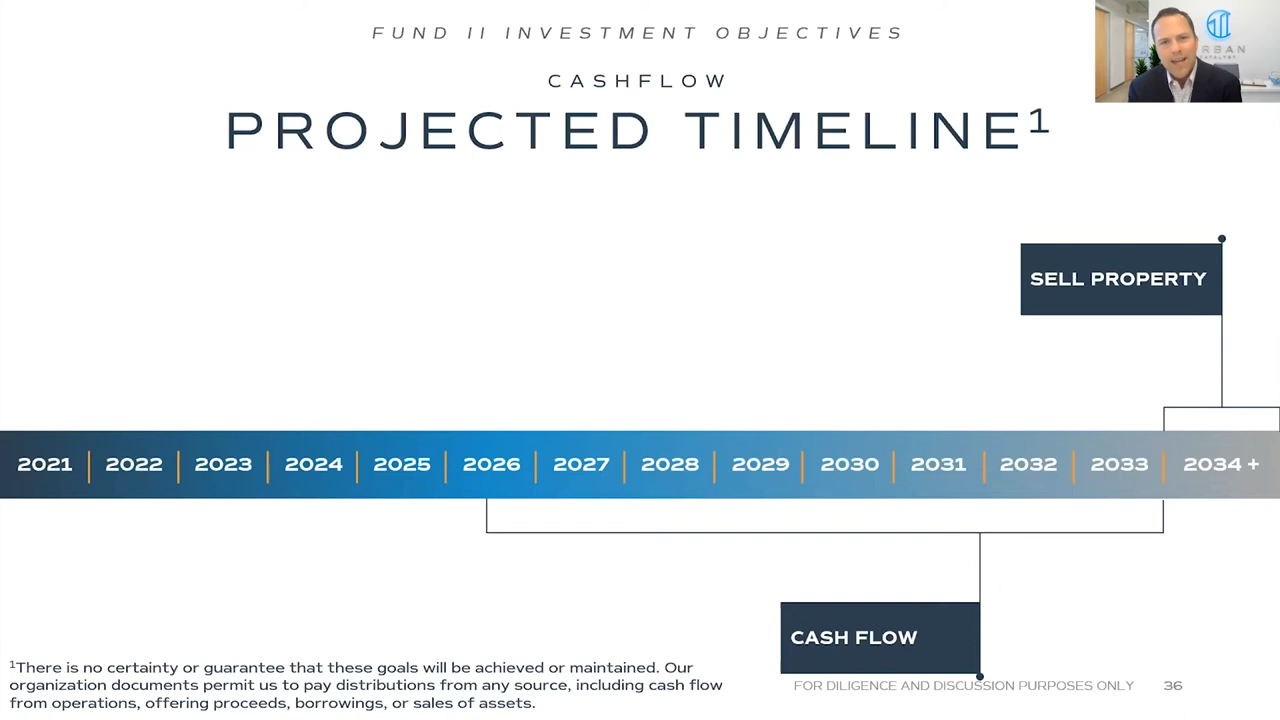 FUND II INVESTMENT OBJECTIVES
CASHFLOW
PROJECTED TIMELINE¹
SELL PROPERTY
2021 | 2022 | 2023 | 2024 | 2025 | 2026 | 2027 | 2028 | 2029 | 2030 | 2031 | 2032 | 2033 | 2034 +
CASH FLOW
¹There is no certainty or guarantee that these goals will be achieved or maintained. Our
organization documents permit us to pay distributions from any source, including cash flow
from operations, offering proceeds, borrowings, or sales of assets.
FOR DILIGENCE AND DISCUSSION PURPOSES ONLY 36